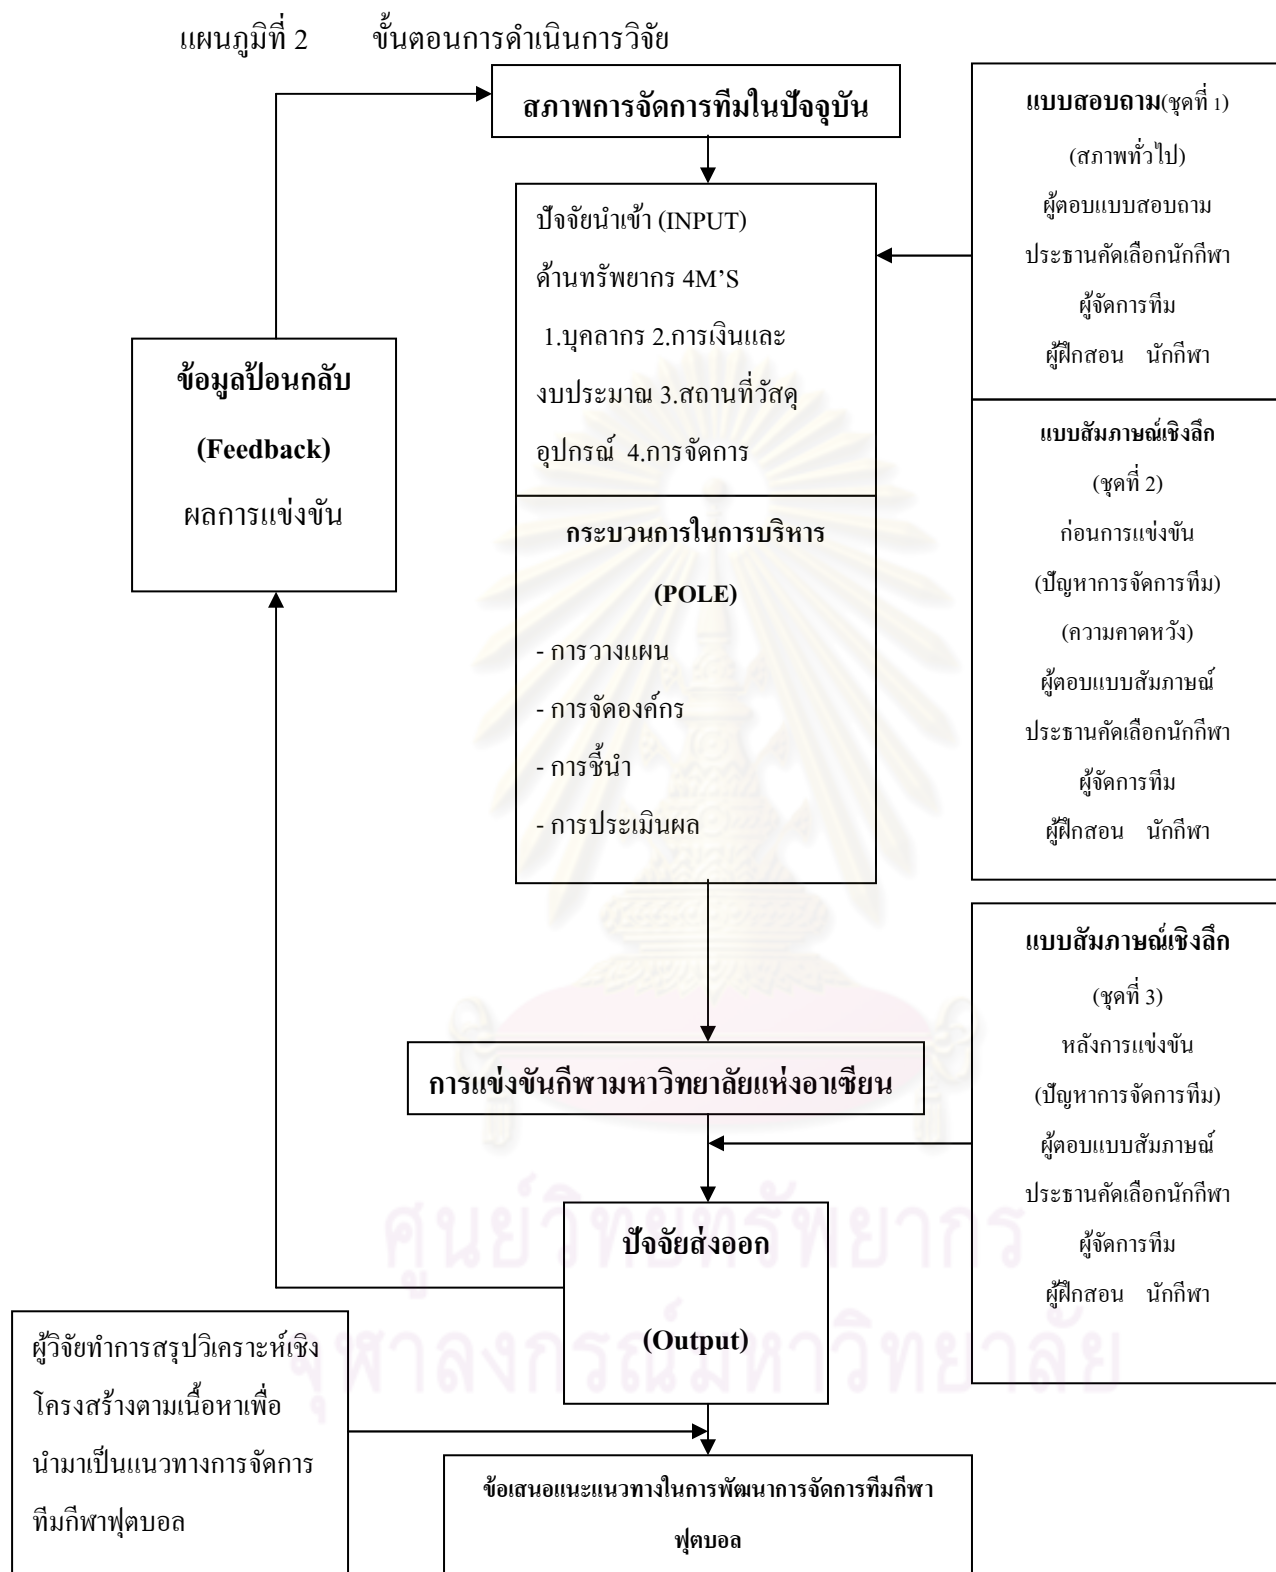 แผนภูมิที่ 2 ขั้นตอนการดำเนินการวิจัย
สภาพการจัดการทีมในปัจจุบัน
ปัจจัยนำเข้า (INPUT)
ด้านทรัพยากร 4M’S
1.บุคลากร 2.การเงินและ
งบประมาณ 3.สถานที่วัสดุ
อุปกรณ์ 4.การจัดการ
กระบวนการในการบริหาร
(POLE)
- การวางแผน
- การจัดองค์กร
- การชี้นำ
- การประเมินผล
แบบสอบถาม(ชุดที่ 1)
(สภาพทั่วไป)
ผู้ตอบแบบสอบถาม
ประธานคัดเลือกนักกีฬา
ผู้จัดการทีม
ผู้ฝึกสอน นักกีฬา
แบบสัมภาษณ์เชิงลึก
(ชุดที่ 2)
ก่อนการแข่งขัน
(ปัญหาการจัดการทีม)
(ความคาดหวัง)
ผู้ตอบแบบสัมภาษณ์
ประธานคัดเลือกนักกีฬา
ผู้จัดการทีม
ผู้ฝึกสอน นักกีฬา
ข้อมูลป้อนกลับ
(Feedback)
ผลการแข่งขัน
การแข่งขันกีฬามหาวิทยาลัยแห่งอาเซียน
แบบสัมภาษณ์เชิงลึก
(ชุดที่ 3)
หลังการแข่งขัน
(ปัญหาการจัดการทีม)
ผู้ตอบแบบสัมภาษณ์
ประธานคัดเลือกนักกีฬา
ผู้จัดการทีม
ผู้ฝึกสอน นักกีฬา
ปัจจัยส่งออก
(Output)
ผู้วิจัยทำการสรุปวิเคราะห์เชิง
โครงสร้างตามเนื้อหาเพื่อ
นำมาเป็นแนวทางการจัดการ
ทีมกีฬาฟุตบอล
ข้อเสนอแนะแนวทางในการพัฒนาการจัดการทีมกีฬา
ฟุตบอล
ศูนย์วิทยทรัพยากร
จุฬาลงกรณ์มหาวิทยาลัย